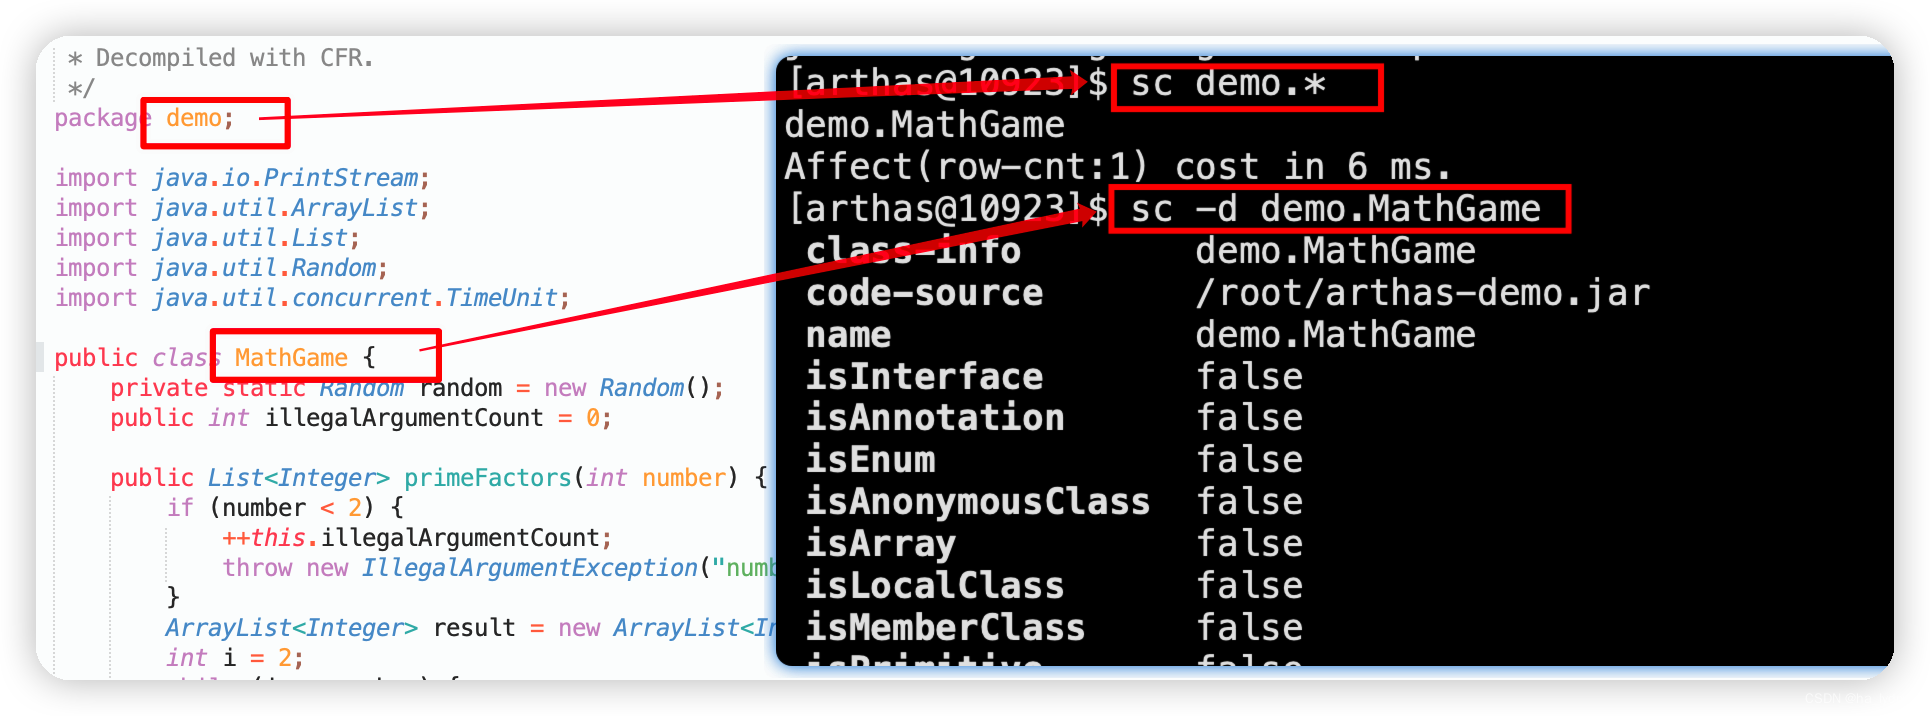 * Decompiled with CFR.
*/
package demo;
import java.io.PrintStream;
import java.util.ArrayList;
import java.util.List;
import java.util.Random;
import java.util.concurrent.TimeUnit;
public class MathGame {
private static Random random = new Random();
public int illegalArgumentCount = 0;
public List<Integer> primeFactors(int number) {
if (number < 2) {
++this.illegalArgumentCount;
throw new IllegalArgumentException("numb
}
ArrayList<Integer> result = new ArrayList<In
int i = 2;
[arthas@10923]$ sc demo.*
demo.MathGame
Affect(row-cnt:1) cost in 6 ms.
[arthas@10923]$ sc -d demo.MathGame
class-info demo.MathGame
code-source /root/arthas-demo.jar
name demo.MathGame
isInterface false
isAnnotation false
isEnum false
isAnonymousClass false
isArray false
isLocalClass false
isMemberClass false
isPrimitive false